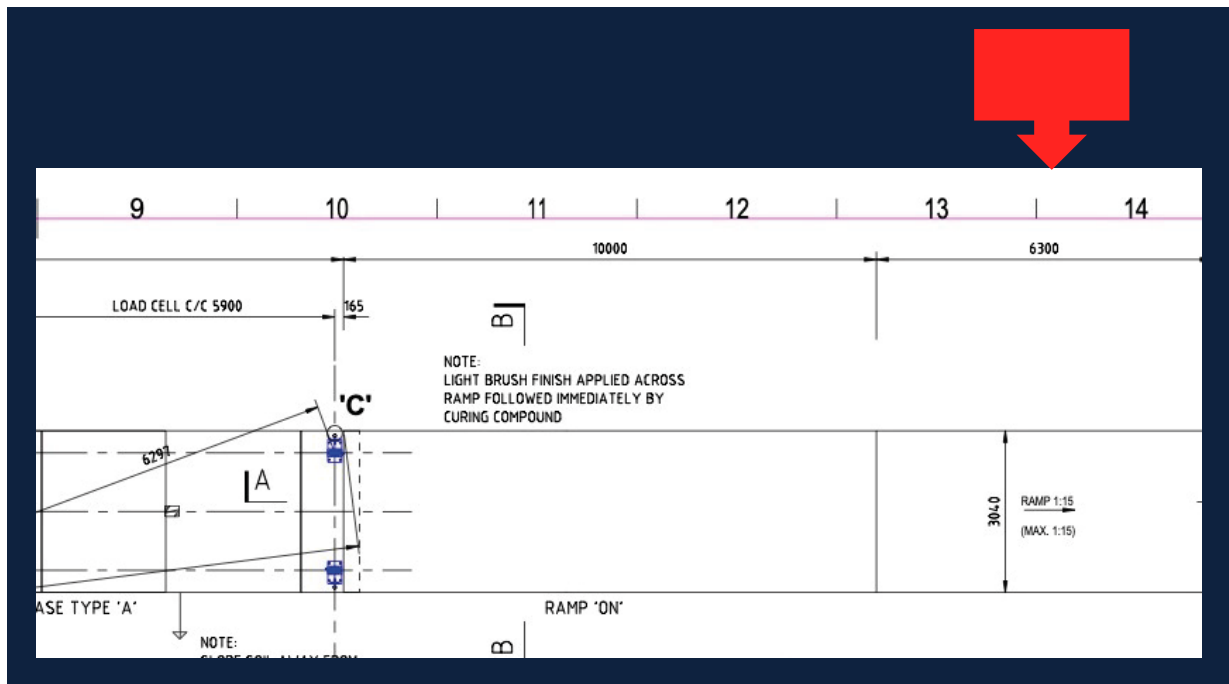 9 10 11 12 13 14
10000 6300
LOAD CELL C/C 5900 165
B
NOTE:
LIGHT BRUSH FINISH APPLIED ACROSS
RAMP FOLLOWED IMMEDIATELY BY
CURING COMPOUND
'C'
6297
A
3040
RAMP 1:15
(MAX. 1:15)
ASE TYPE 'A'
RAMP 'ON'
NOTE:
B